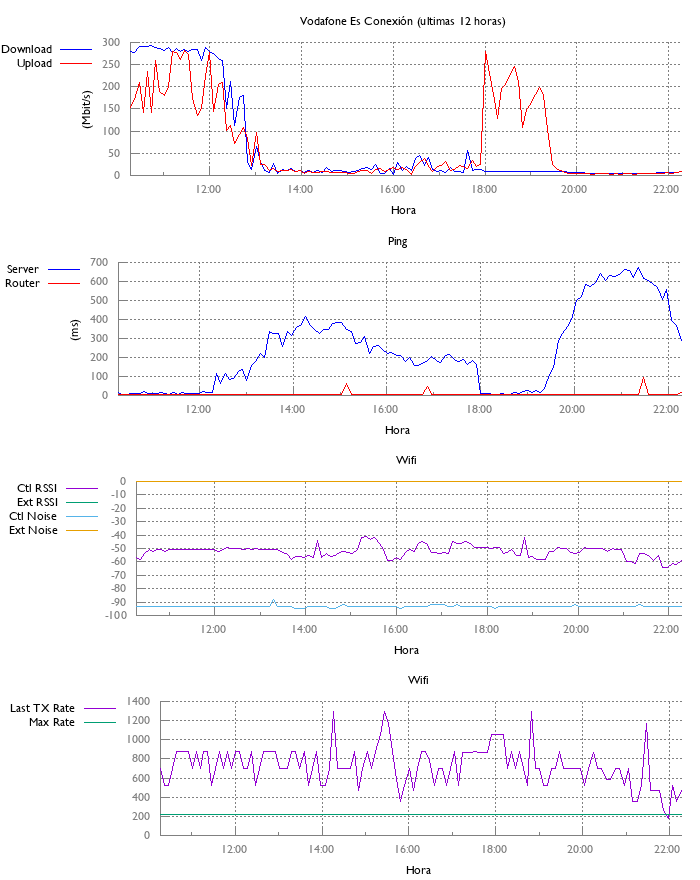 Vodafone Es Conexión (ultimas 12 horas)
Download
Upload
(Mbit/s)
300
250
200
150
100
50
0
12:00 14:00 16:00 18:00 20:00 22:00
Hora
Ping
Server
Router
(ms)
700
600
500
400
300
200
100
0
12:00 14:00 16:00 18:00 20:00 22:00
Hora
Wifi
Ctl RSSI
Ext RSSI
Ctl Noise
Ext Noise
0
-10
-20
-30
-40
-50
-60
-70
-80
-90
-100
12:00 14:00 16:00 18:00 20:00 22:00
Hora
Wifi
Last TX Rate
Max Rate
1400
1200
1000
800
600
400
200
0
12:00 14:00 16:00 18:00 20:00 22:00
Hora